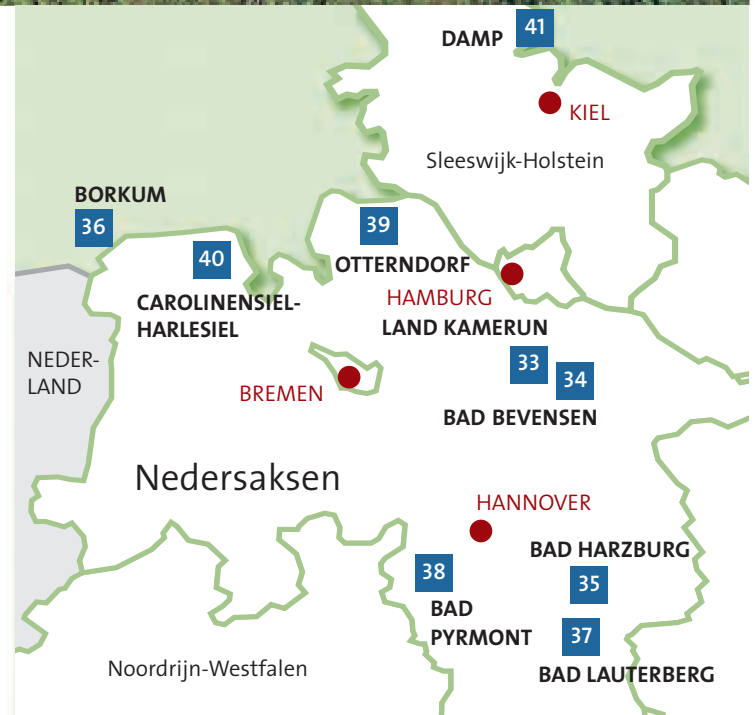 DAMP
41
KIEL
Sleeswijk-Holstein
BORKUM
36
40
39
OTTERNDORF
CAROLINENSIEL-
HARLESIEL
HAMBURG
LAND KAMERUN
NEDER-
LAND
33
34
BREMEN
BAD BEVENSEN
Nedersaksen
HANNOVER
BAD HARZBURG
38
35
BAD
PYRMONT
37
Noordrijn-Westfalen
BAD LAUTERBERG